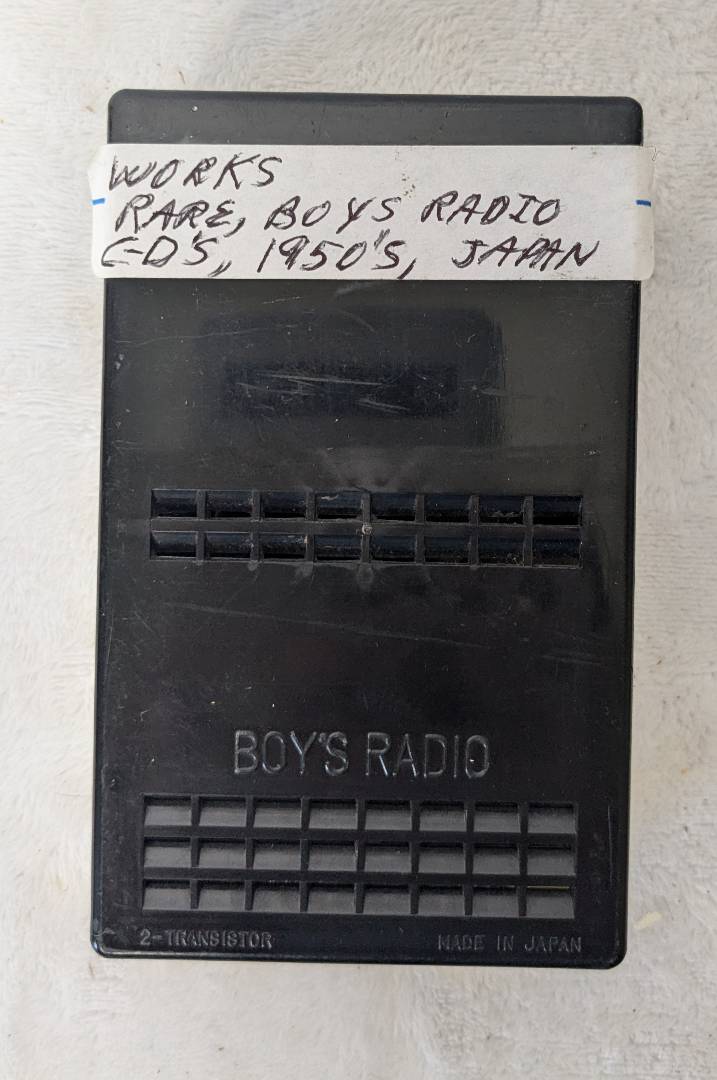 WORKS
RARE, BOYS RADIO
C-D'S, 1950'S, JAPAN
BOY'S RADIO
2-TRANSISTOR MADE IN JAPAN